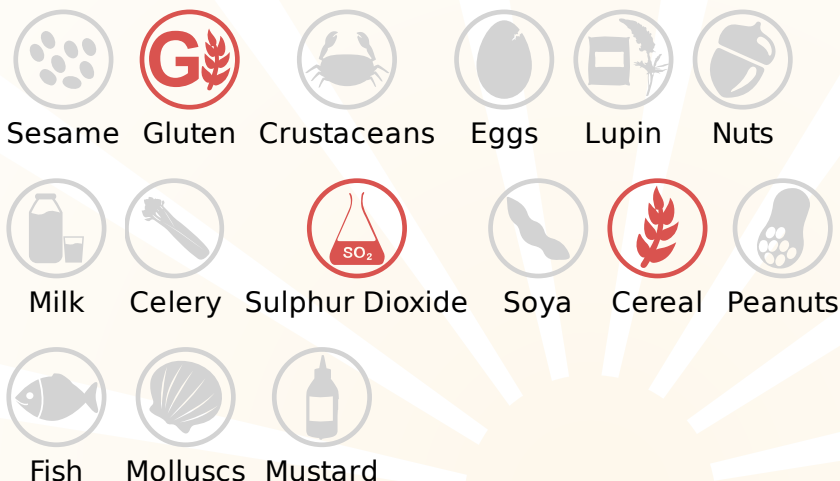 G
Sesame Gluten Crustaceans Eggs Lupin Nuts
SO₂
Milk Celery Sulphur Dioxide Soya Cereal Peanuts
Fish Molluscs Mustard